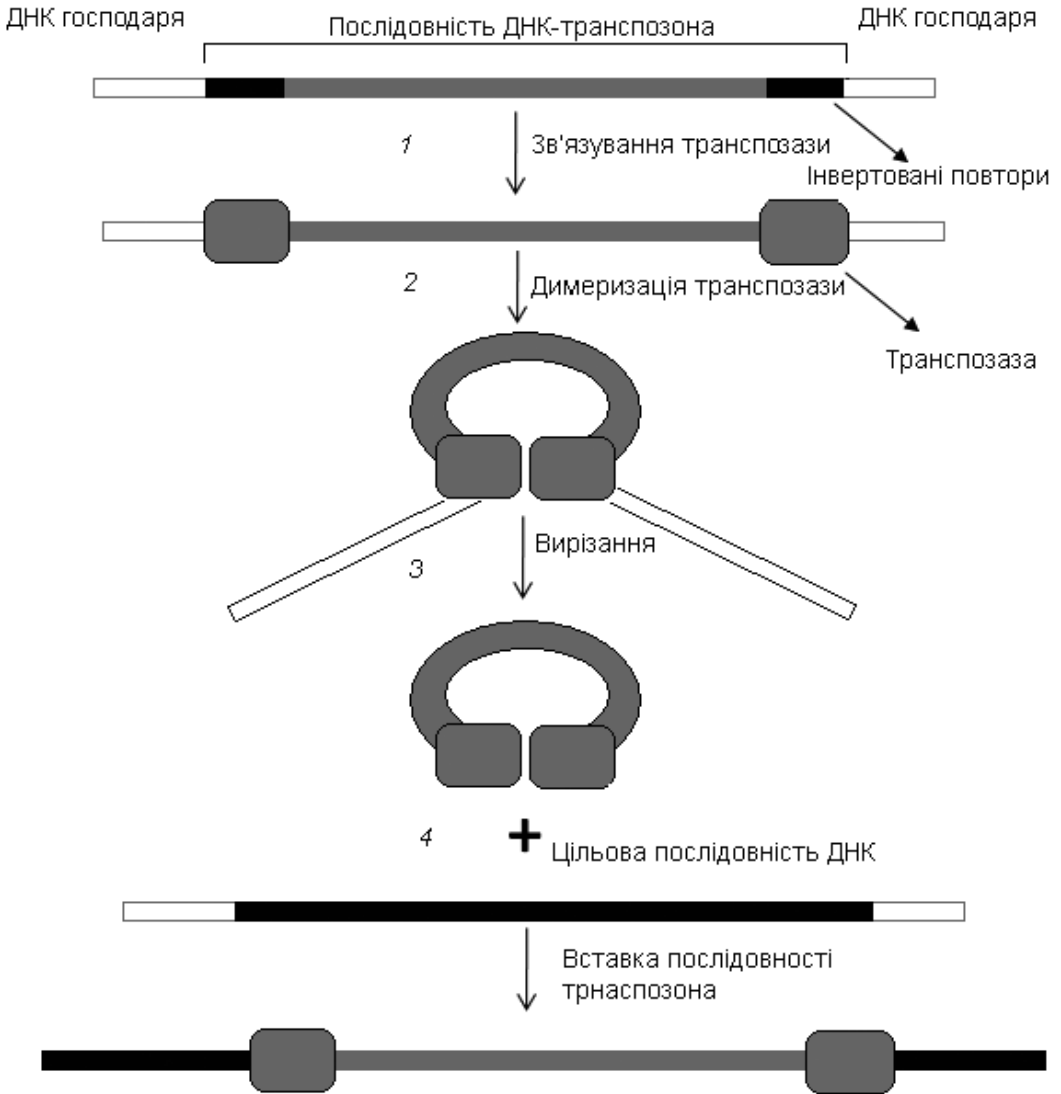 ДНК господаря
Послідовність ДНК-транспозона
ДНК господаря
1
Зв'язування транспозази
Інвертовані повтори
2
Димеризація транспозази
Транспозаза
Вирізання
3
4
+
Цільова послідовність ДНК
Вставка послідовності
трнаспозона